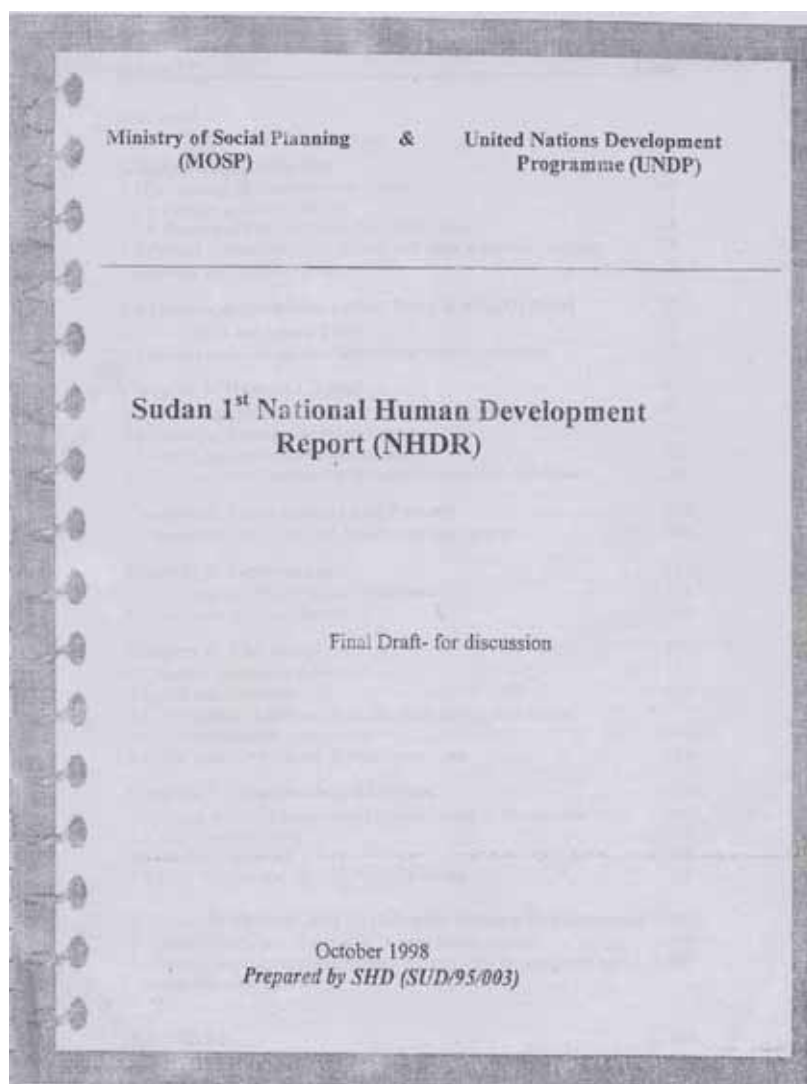 Ministry of Social Planning & United Nations Development
(MOSP) Programme (UNDP)
Sudan 1st National Human Development
Report (NHDR)
Final Draft- for discussion
October 1998
Prepared by SHD (SUD/95/003)